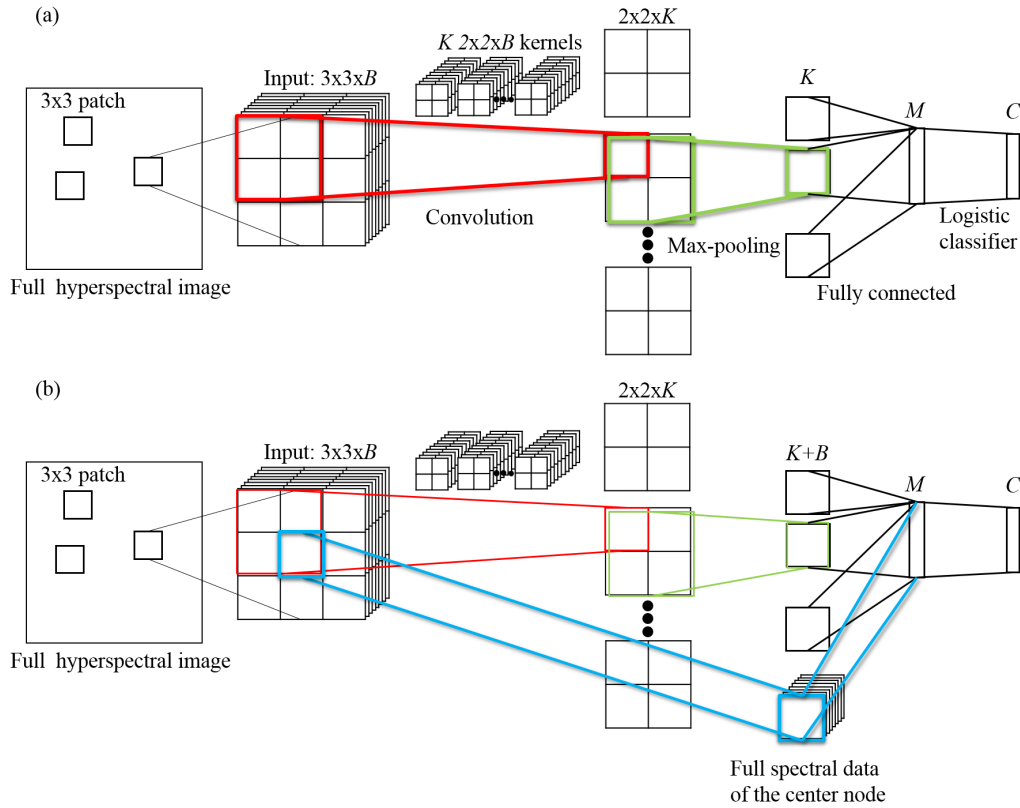 (a)
2x2xK
K 2x2xB kernels
Input: 3x3xB
K
3x3 patch
M
C
Convolution
Logistic
classifier
Max-pooling
Full hyperspectral image
Fully connected
(b)
2x2xK
Input: 3x3xB
K+B
3x3 patch
M
C
Full hyperspectral image
Full spectral data
of the center node